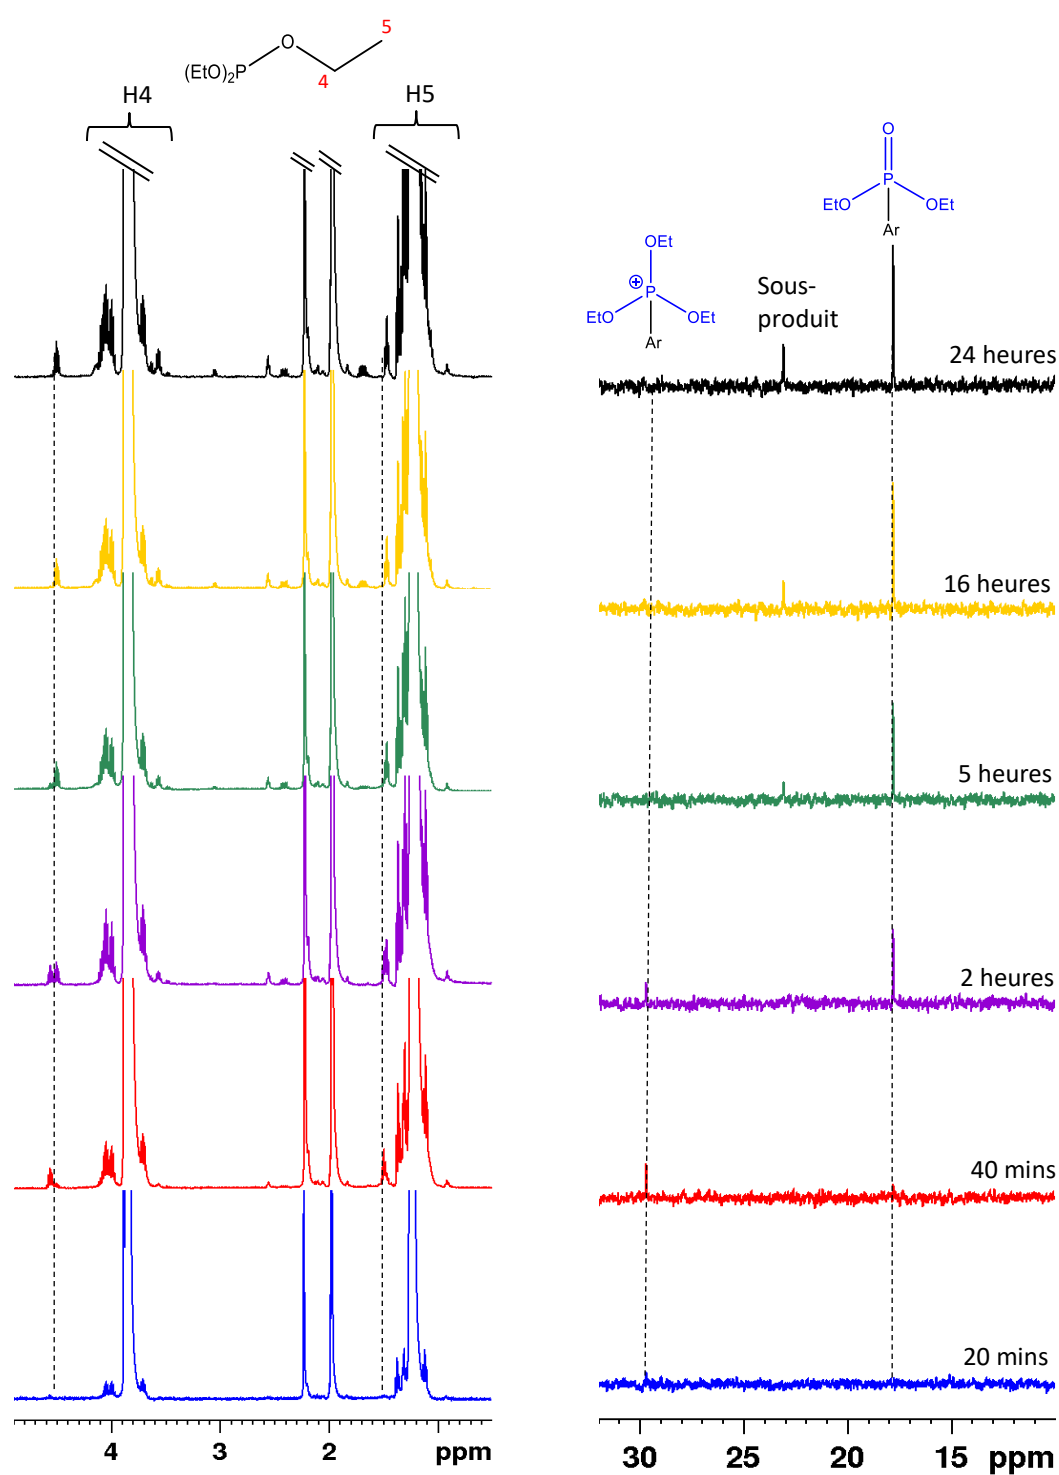 5
O
(EtO)2P
4
H4
H5
O
P
EtO
OEt
Ar
OEt
⊕
P
EtO
OEt
Ar
Sous-
produit
24 heures
16 heures
5 heures
2 heures
40 mins
20 mins
4 3 2 ppm
30 25 20 15 ppm